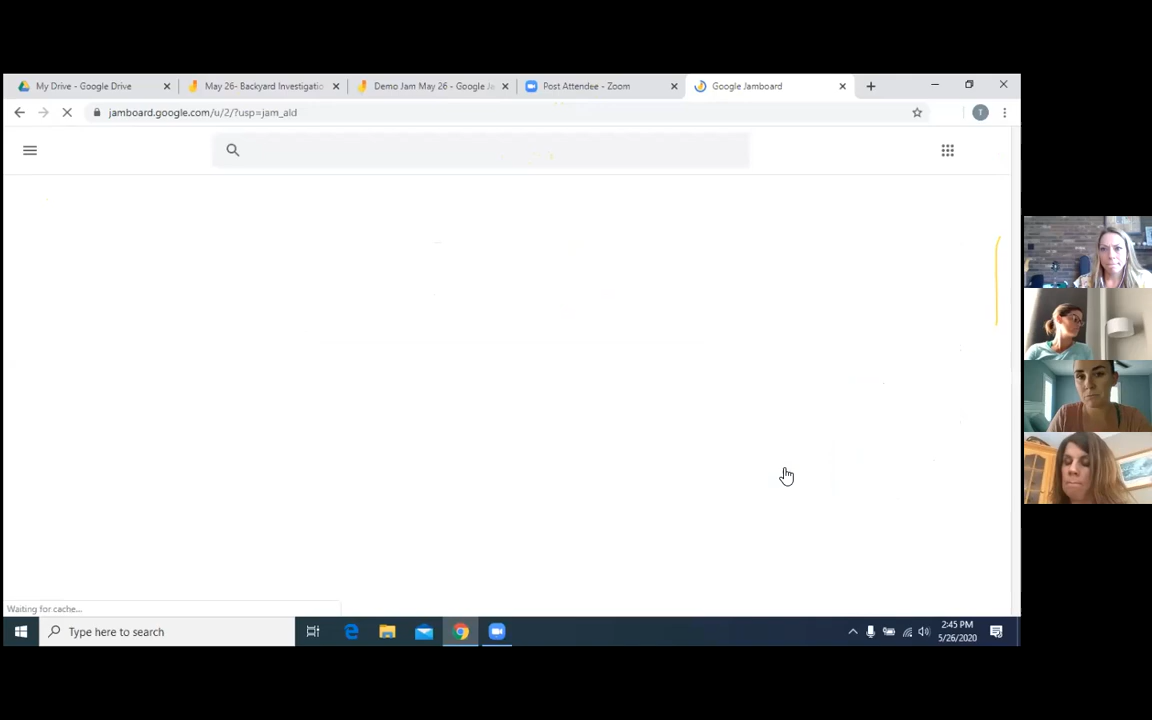 My Drive - Google Drive
May 26- Backyard Investigatio
Demo Jam May 26 - Google Ja
Post Attendee - Zoom
Google Jamboard
jamboard.google.com/u/2/?usp=jam_ald
T
Waiting for cache...
Type here to search
2:45 PM
5/26/2020